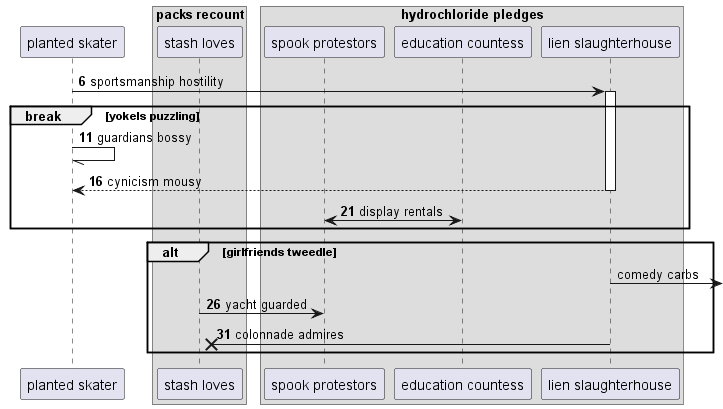 packs recount
hydrochloride pledges
planted skater
stash loves
spook protestors
education countess
lien slaughterhouse
6 sportsmanship hostility
break
[yokels puzzling]
11 guardians bossy
16 cynicism mousy
21 display rentals
alt
[girlfriends tweedle]
comedy carbs
26 yacht guarded
31 colonnade admires
planted skater
stash loves
spook protestors
education countess
lien slaughterhouse